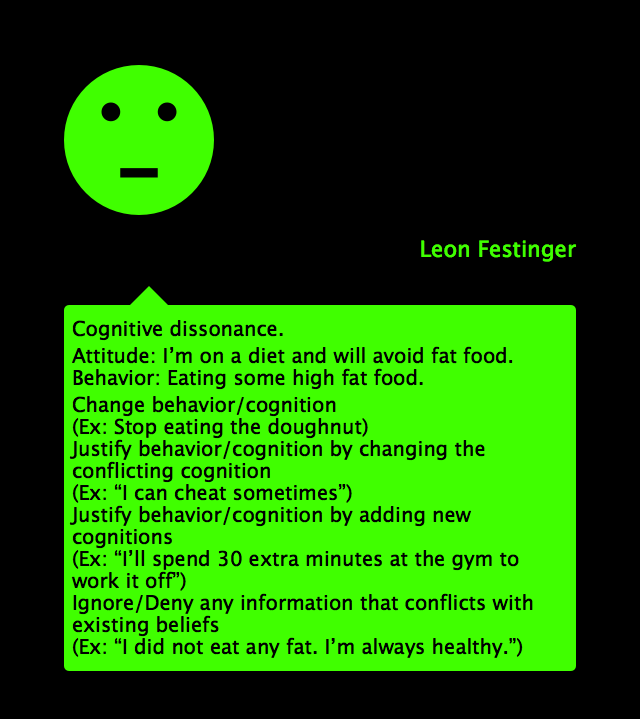 Leon Festinger
Cognitive dissonance.
Attitude: I’m on a diet and will avoid fat food.
Behavior: Eating some high fat food.
Change behavior/cognition
(Ex: Stop eating the doughnut)
Justify behavior/cognition by changing the
conflicting cognition
(Ex: “I can cheat sometimes”)
Justify behavior/cognition by adding new
cognitions
(Ex: “I’ll spend 30 extra minutes at the gym to
work it off”)
Ignore/Deny any information that conflicts with
existing beliefs
(Ex: “I did not eat any fat. I’m always healthy.”)